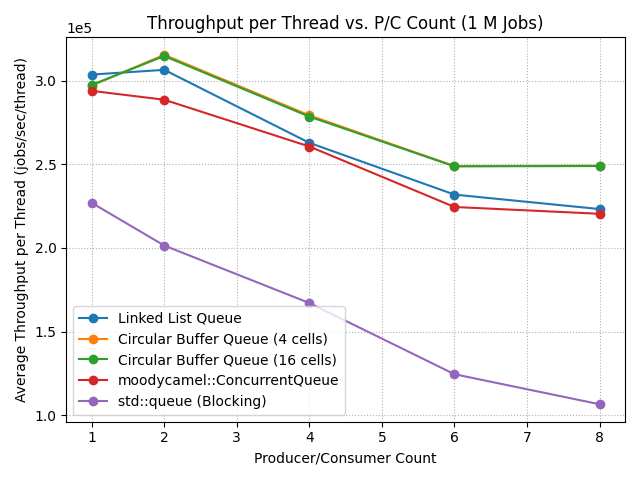 Throughput per Thread vs. P/C Count (1 M Jobs)
1e5
Average Throughput per Thread (jobs/sec/thread)
3.0
2.5
2.0
1.5
1.0
Linked List Queue
Circular Buffer Queue (4 cells)
Circular Buffer Queue (16 cells)
moodycamel::ConcurrentQueue
std::queue (Blocking)
1 2 3 4 5 6 7 8
Producer/Consumer Count